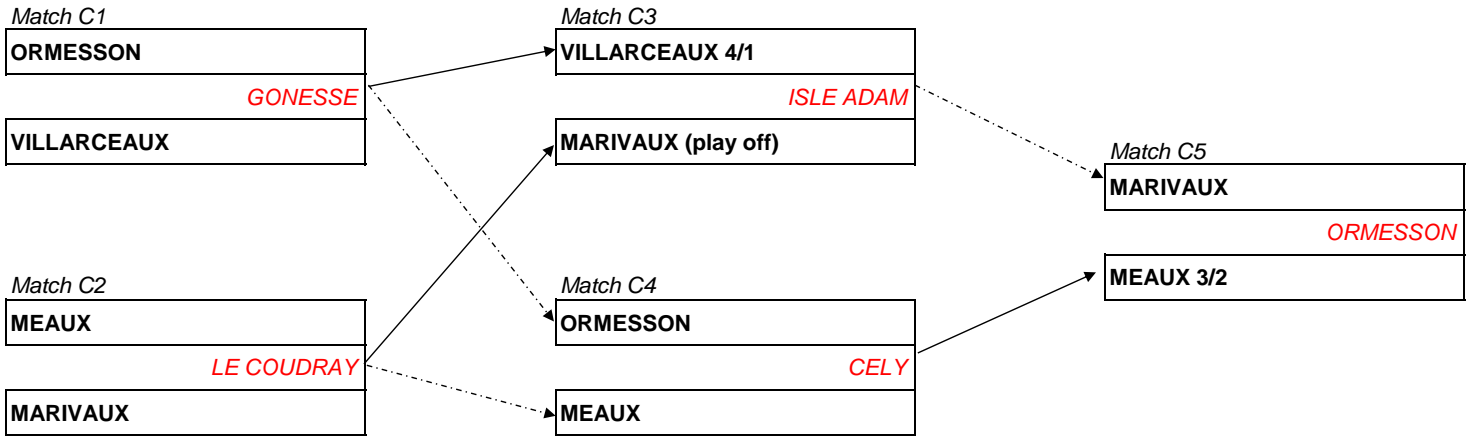 Match C1
ORMESSON
GONESSE
VILLARCEAUX
Match C2
MEAUX
LE COUDRAY
MARIVAUX
Match C3
VILLARCEAUX 4/1
ISLE ADAM
MARIVAUX (play off)
Match C4
ORMESSON
CELY
MEAUX
Match C5
MARIVAUX
ORMESSON
MEAUX 3/2